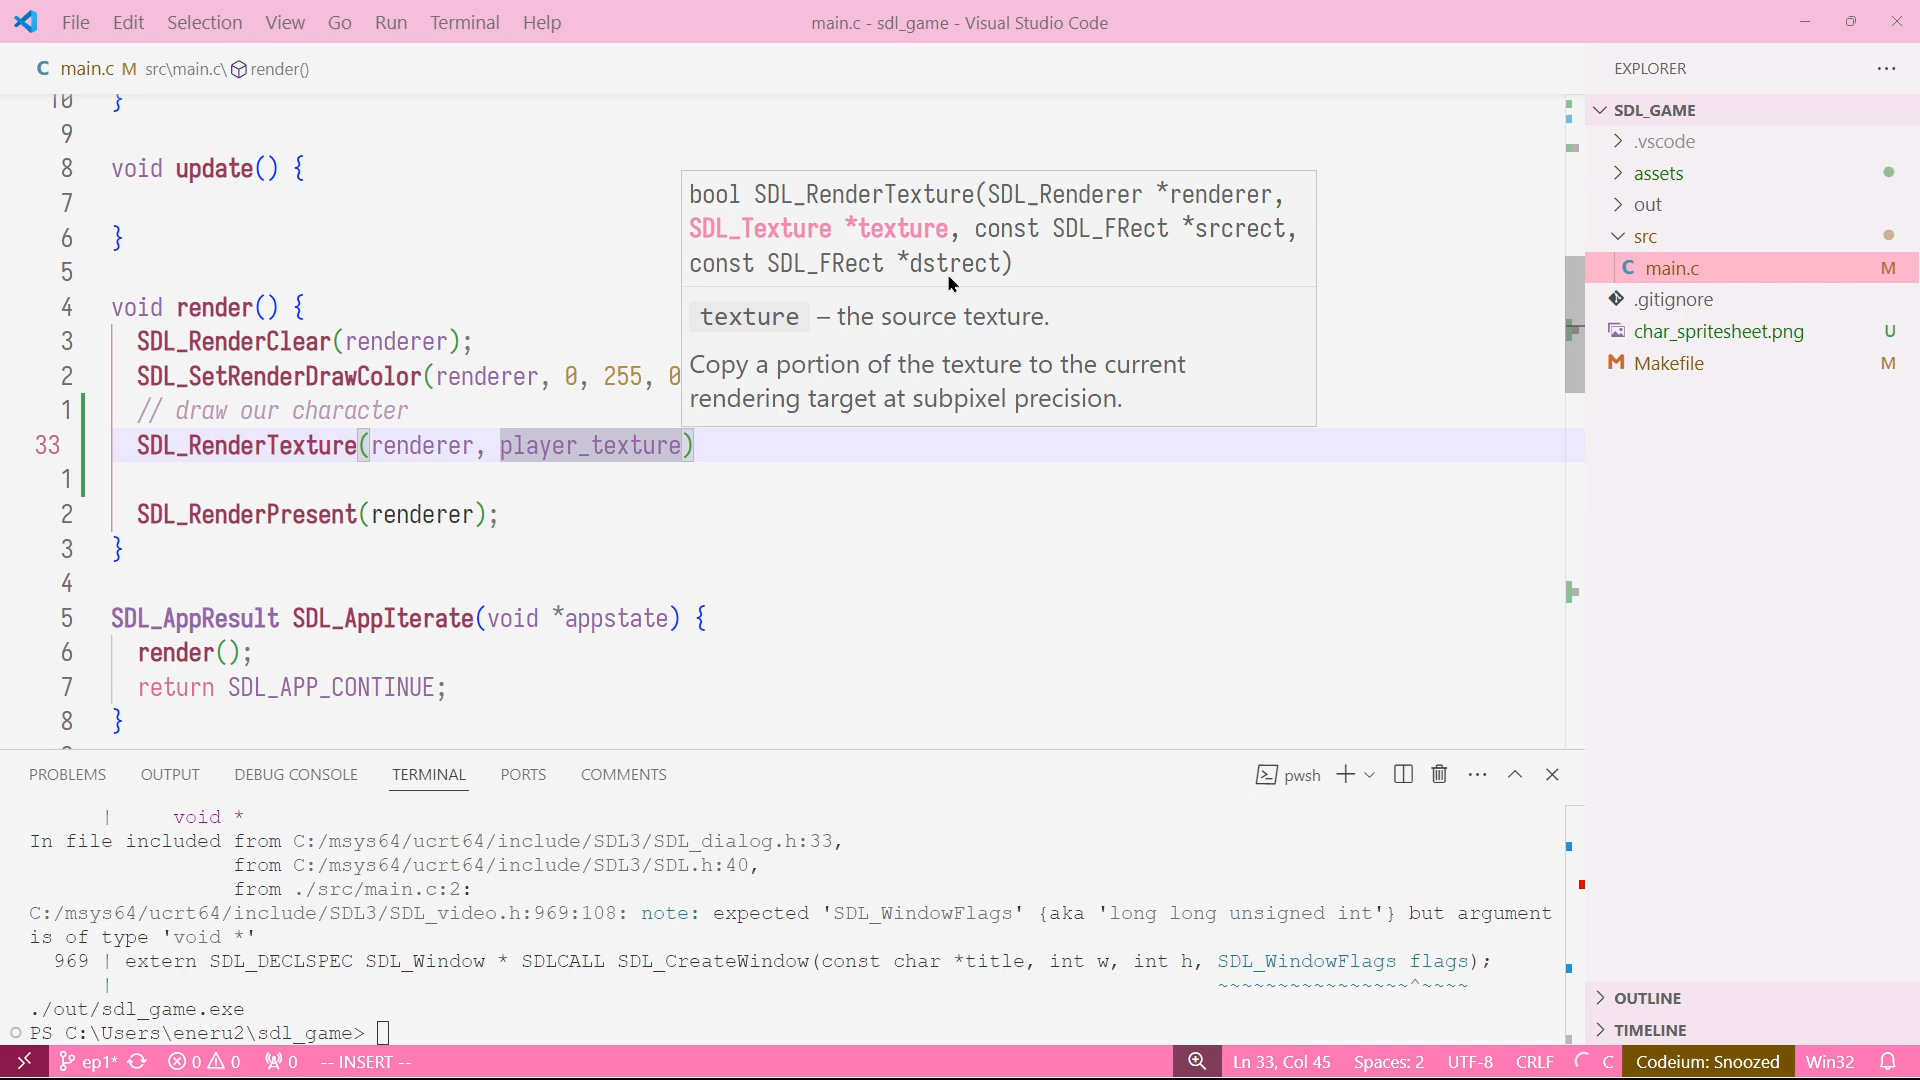 File Edit Selection View Go Run Terminal Help
main.c - sdl_game - Visual Studio Code
C main.c M src\main.c\ render()
10 }
9
8 void update() {
7
6 }
5
4 void render() {
3 SDL_RenderClear(renderer);
2 SDL_SetRenderDrawColor(renderer, 0, 255, 0
1 // draw our character
33 SDL_RenderTexture(renderer, player_texture)
1
2 SDL_RenderPresent(renderer);
3 }
4
5 SDL_AppResult SDL_AppIterate(void *appstate) {
6 render();
7 return SDL_APP_CONTINUE;
8 }
bool SDL_RenderTexture(SDL_Renderer *renderer,
SDL_Texture *texture, const SDL_FRect *srcrect,
const SDL_FRect *dstrect)
texture – the source texture.
Copy a portion of the texture to the current
rendering target at subpixel precision.
EXPLORER
SDL_GAME
.vscode
assets
out
src
C main.c M
.gitignore
char_spritesheet.png U
M Makefile M
OUTLINE
TIMELINE
PROBLEMS OUTPUT DEBUG CONSOLE TERMINAL PORTS COMMENTS
pwsh
| void *
In file included from C:/msys64/ucrt64/include/SDL3/SDL_dialog.h:33,
from C:/msys64/ucrt64/include/SDL3/SDL.h:40,
from ./src/main.c:2:
C:/msys64/ucrt64/include/SDL3/SDL_video.h:969:108: note: expected 'SDL_WindowFlags' {aka 'long long unsigned int'} but argument
is of type 'void *'
969 | extern SDL_DECLSPEC SDL_Window * SDLCALL SDL_CreateWindow(const char *title, int w, int h, SDL_WindowFlags flags);
| ~~~~~~~~~~~~~~~~^~~~~
./out/sdl_game.exe
PS C:\Users\eneru2\sdl_game>
ep1* 0 0 0 -- INSERT --
Ln 33, Col 45 Spaces: 2 UTF-8 CRLF C Codeium: Snoozed Win32